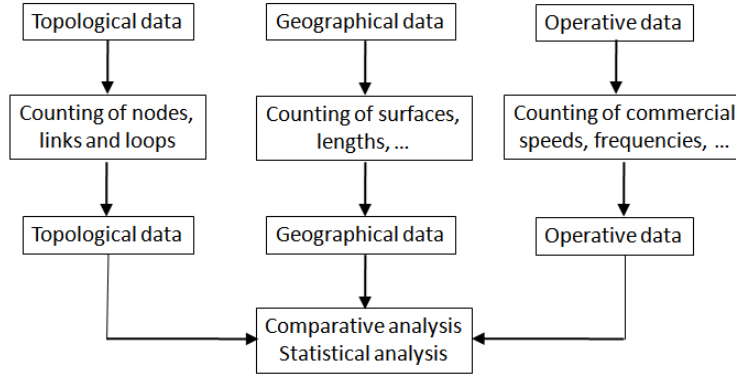 Topological data
Geographical data
Operative data
Counting of nodes,
links and loops
Counting of surfaces,
lengths, ...
Counting of commercial
speeds, frequencies, ...
Topological data
Geographical data
Operative data
Comparative analysis
Statistical analysis